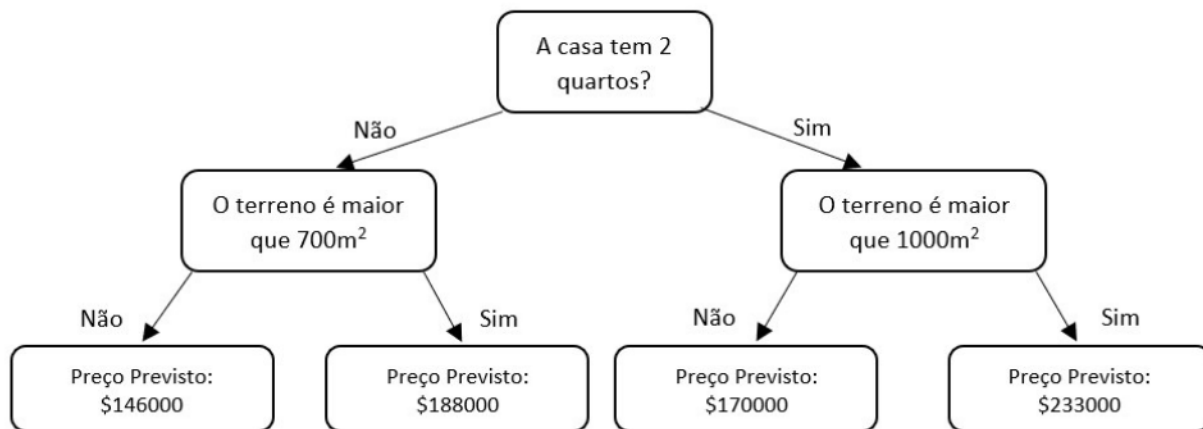 A casa tem 2
quartos?
Não
Sim
O terreno é maior
que 700m²
O terreno é maior
que 1000m²
Não
Sim
Não
Sim
Preço Previsto:
$146000
Preço Previsto:
$188000
Preço Previsto:
$170000
Preço Previsto:
$233000